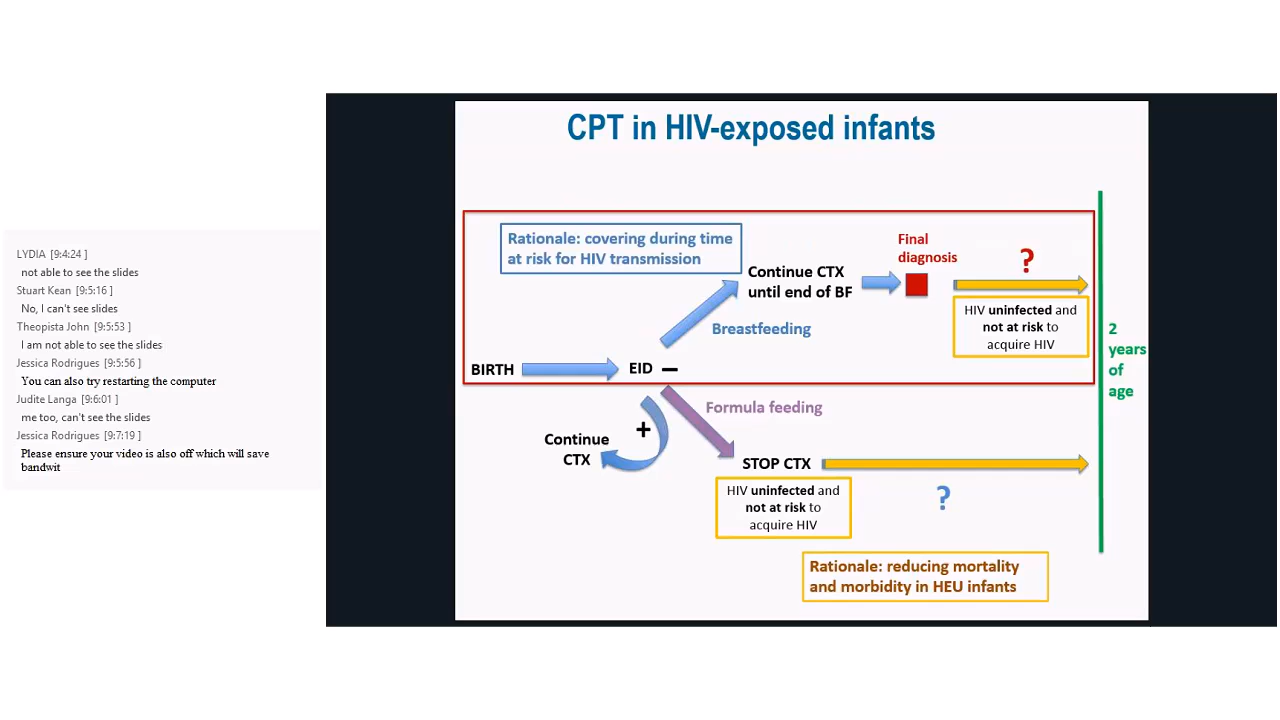 LYDIA [9:4:24 ]
not able to see the slides
Stuart Kean [9:5:16 ]
No, I can't see slides
Theopista John [9:5:53 ]
I am not able to see the slides
Jessica Rodrigues [9:5:56 ]
You can also try restarting the computer
Judite Langa [9:6:01 ]
me too, can't see the slides
Jessica Rodrigues [9:7:19 ]
Please ensure your video is also off which will save
bandwit
CPT in HIV-exposed infants
Rationale: covering during time
at risk for HIV transmission
Continue CTX
until end of BF
Final
diagnosis
?
HIV uninfected and
not at risk to
acquire HIV
Breastfeeding
BIRTH
EID —
2
years
of
age
Formula feeding
+
Continue
CTX
STOP CTX
HIV uninfected and
not at risk to
acquire HIV
?
Rationale: reducing mortality
and morbidity in HEU infants